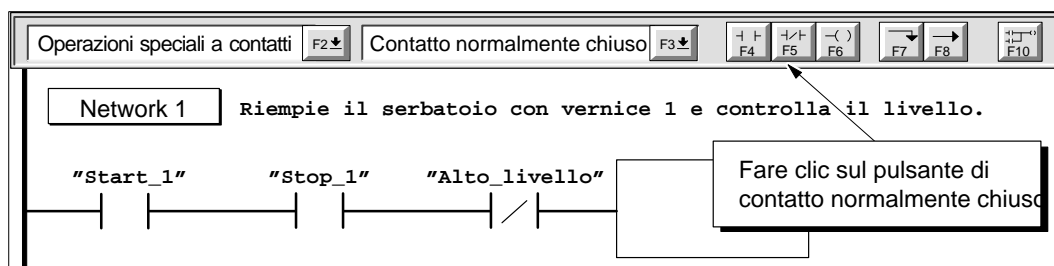 Operazioni speciali a contatti F2 Contatto normalmente chiuso F3 F4 F5 F6 F7 F8 F10
Network 1 Riempie il serbatoio con vernice 1 e controlla il livello.
"Start_1" "Stop_1" "Alto_livello"
Fare clic sul pulsante di
contatto normalmente chiuso